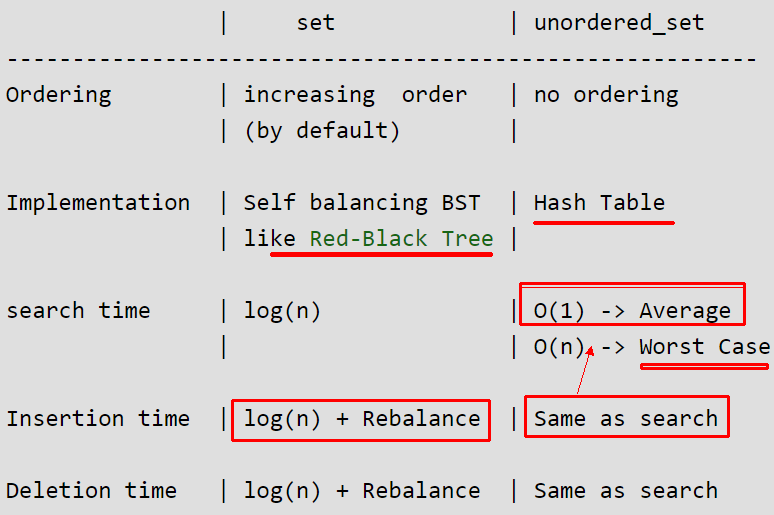 | set | unordered_set
---------------------------------------------------------
Ordering | increasing order | no ordering
| (by default) |
Implementation | Self balancing BST | Hash Table
| like Red-Black Tree |
search time | log(n) | O(1) -> Average
| | O(n) -> Worst Case
Insertion time | log(n) + Rebalance | Same as search
Deletion time | log(n) + Rebalance | Same as search